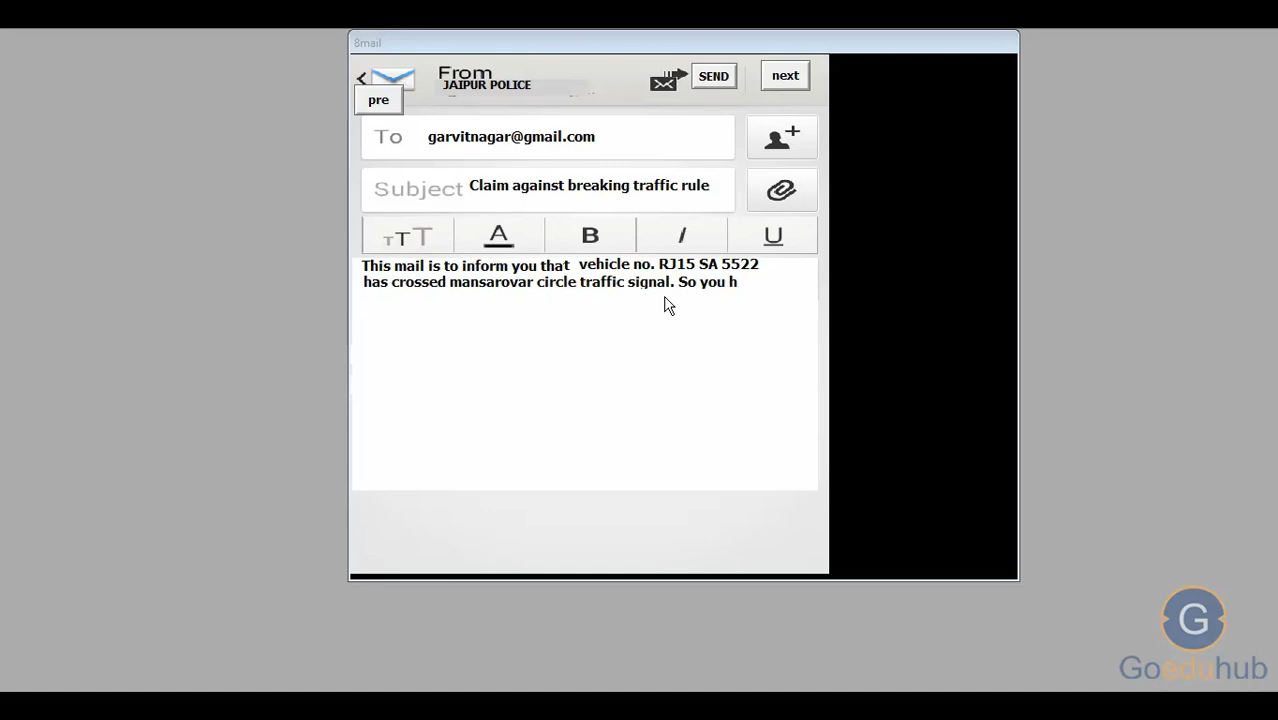 8mail
From
JAIPUR POLICE
SEND
next
pre
To garvitnagar@gmail.com
Subject Claim against breaking traffic rule
TTT A B I U
This mail is to inform you that vehicle no. RJ15 SA 5522
has crossed mansarovar circle traffic signal. So you h
G
Goeduhub